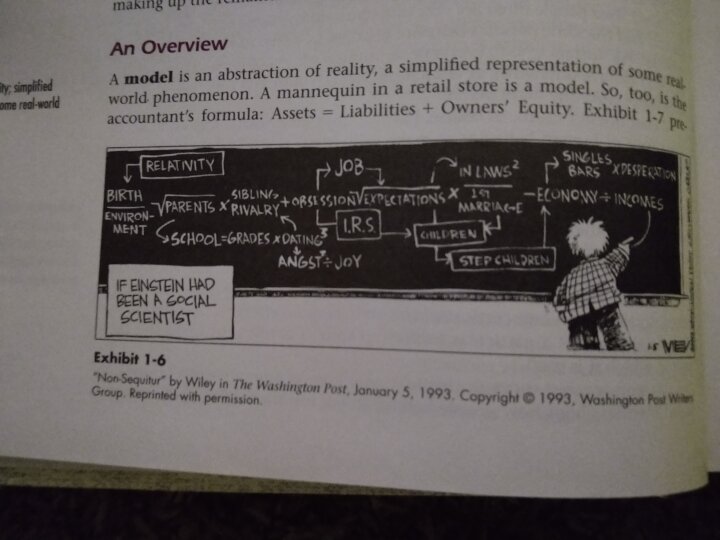 making up the
An Overview
A model is an abstraction of reality, a simplified representation of some real-
world phenomenon. A mannequin in a retail store is a model. So, too, is the
accountant's formula: Assets = Liabilities + Owners' Equity. Exhibit 1-7 pre-
ity; simplified
ome real-world
RELATIVITY
JOB
IN LAWS²
SINGLES BARS × DESPERATION
BIRTH
ENVIRON-
MENT
√PARENTS × SIBLING RIVALRY + OBSESSION √EXPECTATIONS × 1ST MARRIAGE - ECONOMY ÷ INCOMES
I.R.S.
SCHOOL=GRADES × DATING³
CHILDREN
ANGST ÷ JOY
STEP CHILDREN
IF EINSTEIN HAD
BEEN A SOCIAL
SCIENTIST
1-5
Exhibit 1-6
"Non-Sequitur" by Wiley in The Washington Post, January 5, 1993. Copyright © 1993, Washington Post Writers
Group. Reprinted with permission.